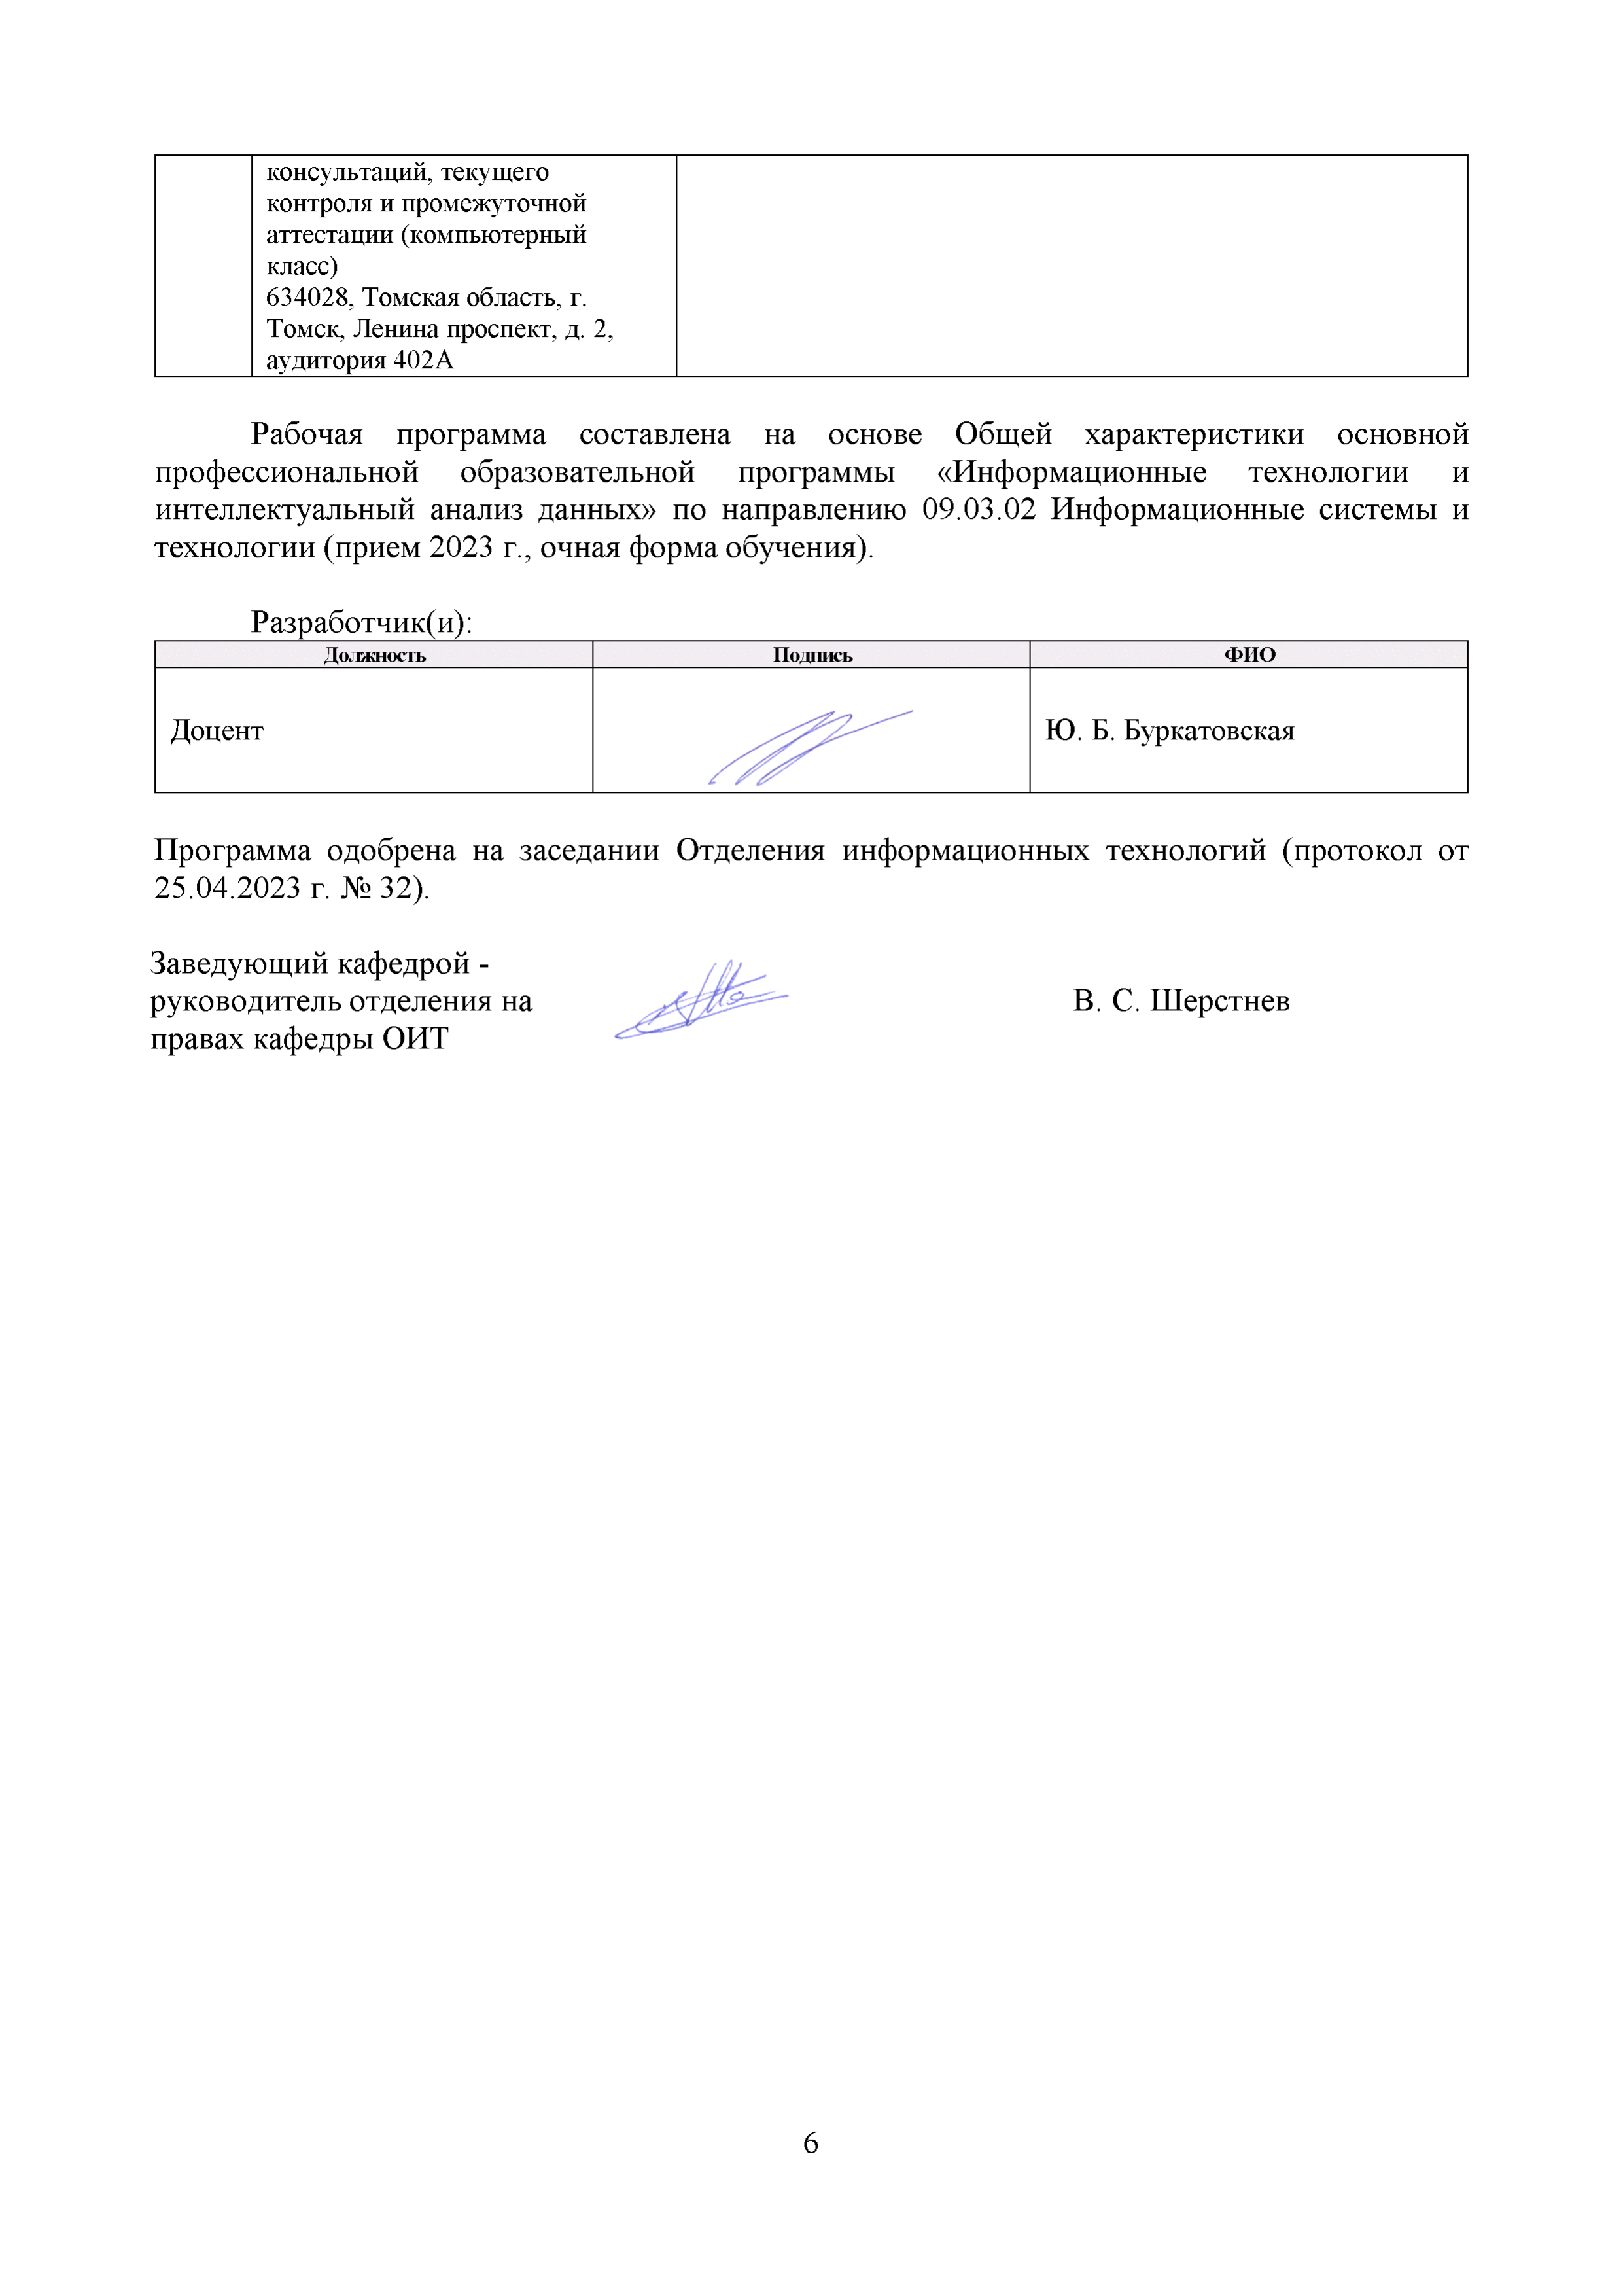 консультаций, текущего
контроля и промежуточной
аттестации (компьютерный
класс)
634028, Томская область, г.
Томск, Ленина проспект, д. 2,
аудитория 402А
Рабочая программа составлена на основе Общей характеристики основной
профессиональной образовательной программы «Информационные технологии и
интеллектуальный анализ данных» по направлению 09.03.02 Информационные системы и
технологии (прием 2023 г., очная форма обучения).
Разработчик(и):
Должность Подпись ФИО
Доцент Ю. Б. Буркатовская
Программа одобрена на заседании Отделения информационных технологий (протокол от
25.04.2023 г. № 32).
Заведующий кафедрой -
руководитель отделения на
правах кафедры ОИТ
В. С. Шерстнев
6